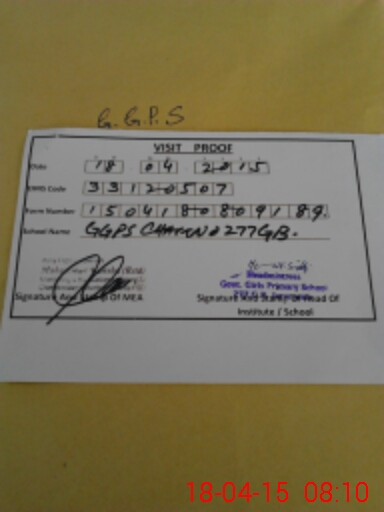 G.G.P.S
VISIT PROOF
Date 18 04 2015
EMIS Code 33120507
Form Number 1504180809189
School Name GGPS CHAK NO 277GB.
Signature And Stamp Of MEA
Headmistress
Govt. Girls Primary School
Signature And Stamp Of Head Of
Institute / School
18-04-15 08:10